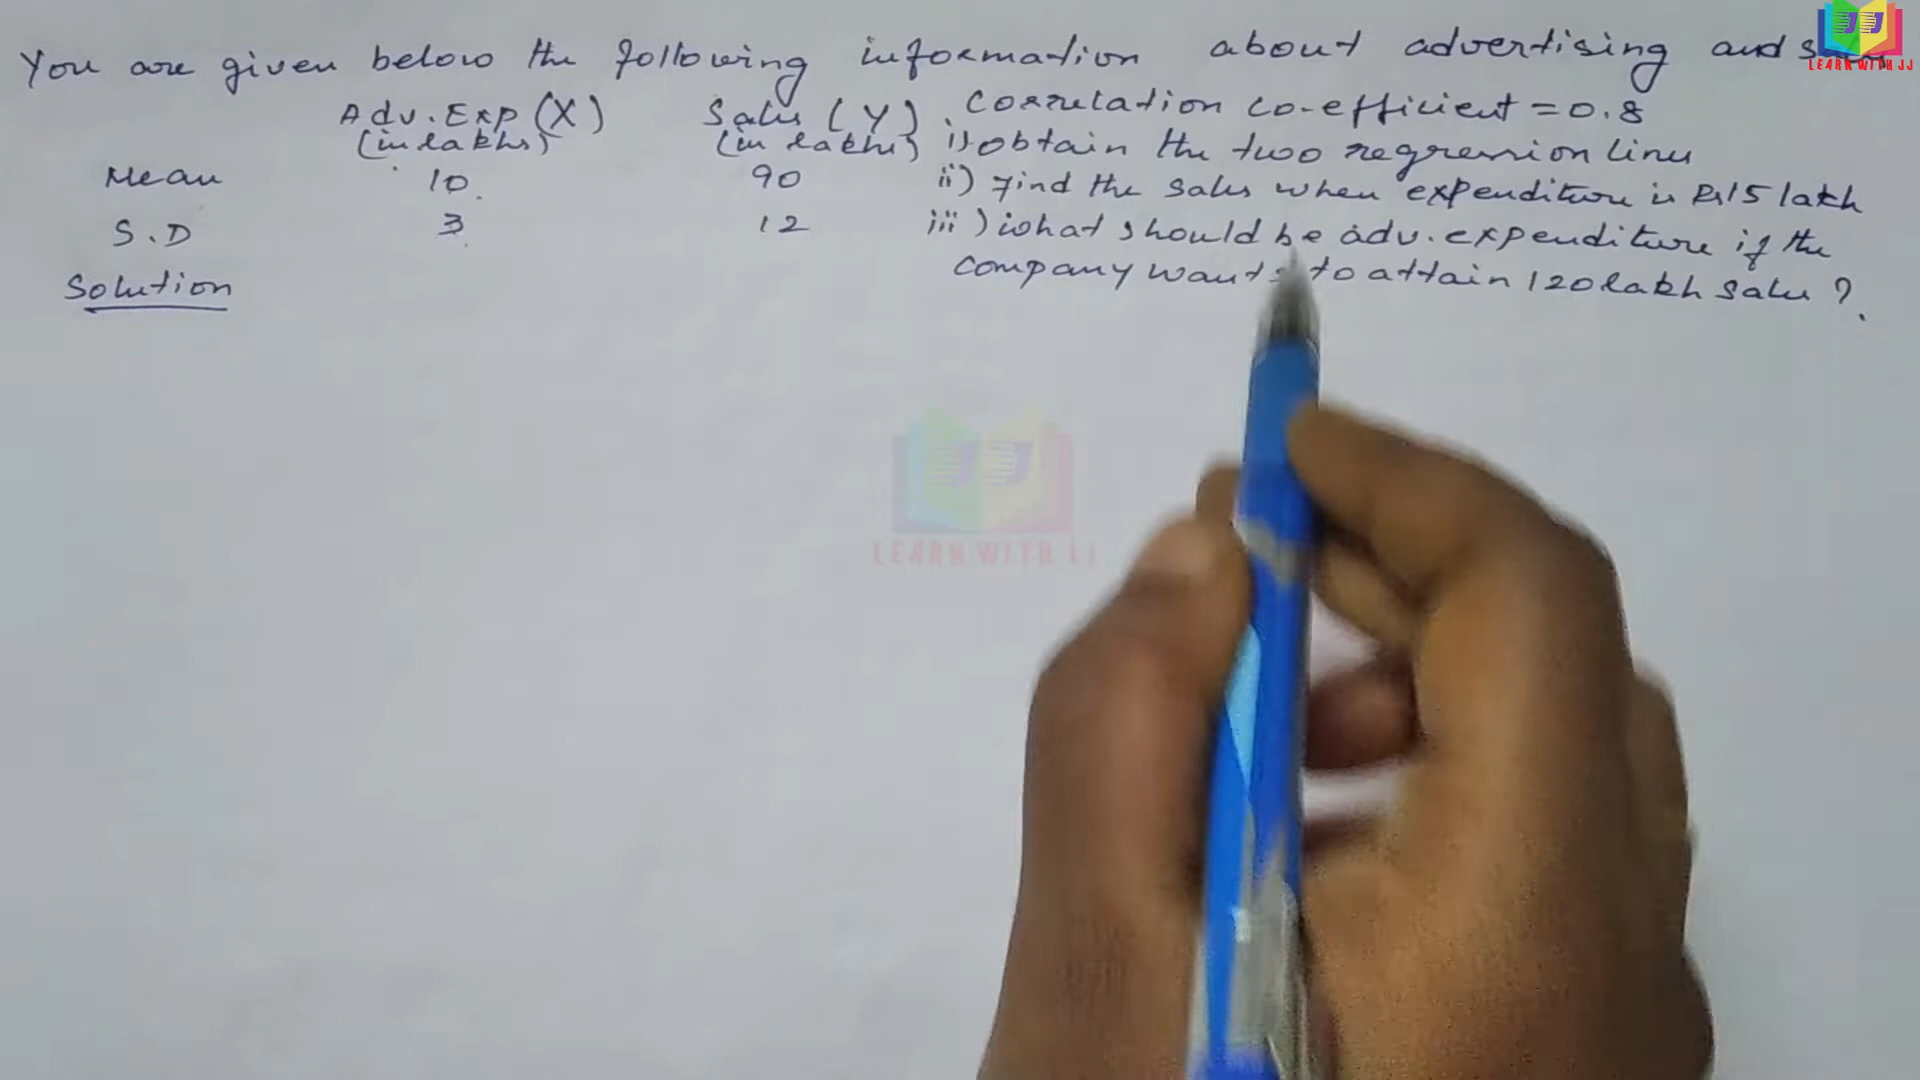 You are given below the following information about advertising and
Adv. Exp (X) Sales (Y). Correlation co-efficient = 0.8
(in lakhs) (in lakhs) i) obtain the two regression lines
Mean 10 90 ii) Find the sales when expenditure is Rs 15 lakh
S.D 3 12 iii) what should be adv. expenditure if the
company wants to attain 120 lakh sales ?
Solution
LEARN WITH JJ
LEARN WITH JJ